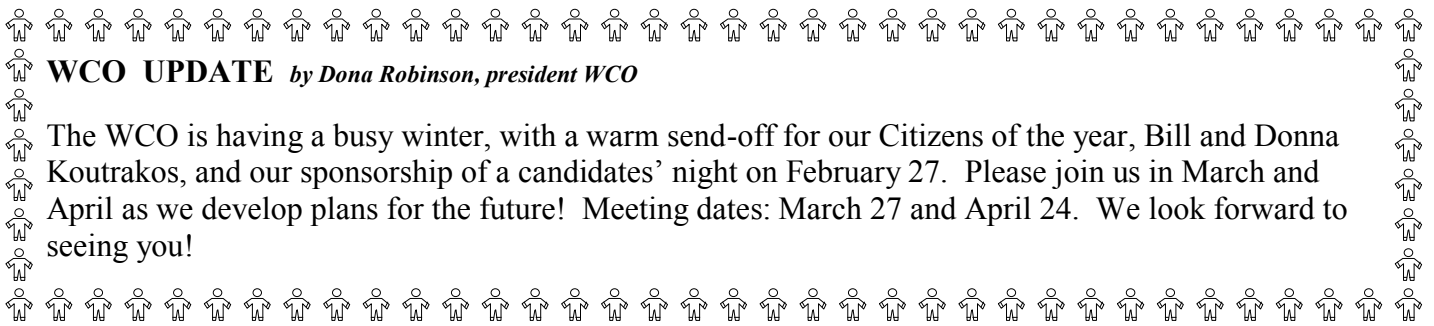 WCO UPDATE by Dona Robinson, president WCO
The WCO is having a busy winter, with a warm send-off for our Citizens of the year, Bill and Donna
Koutrakos, and our sponsorship of a candidates’ night on February 27. Please join us in March and
April as we develop plans for the future! Meeting dates: March 27 and April 24. We look forward to
seeing you!